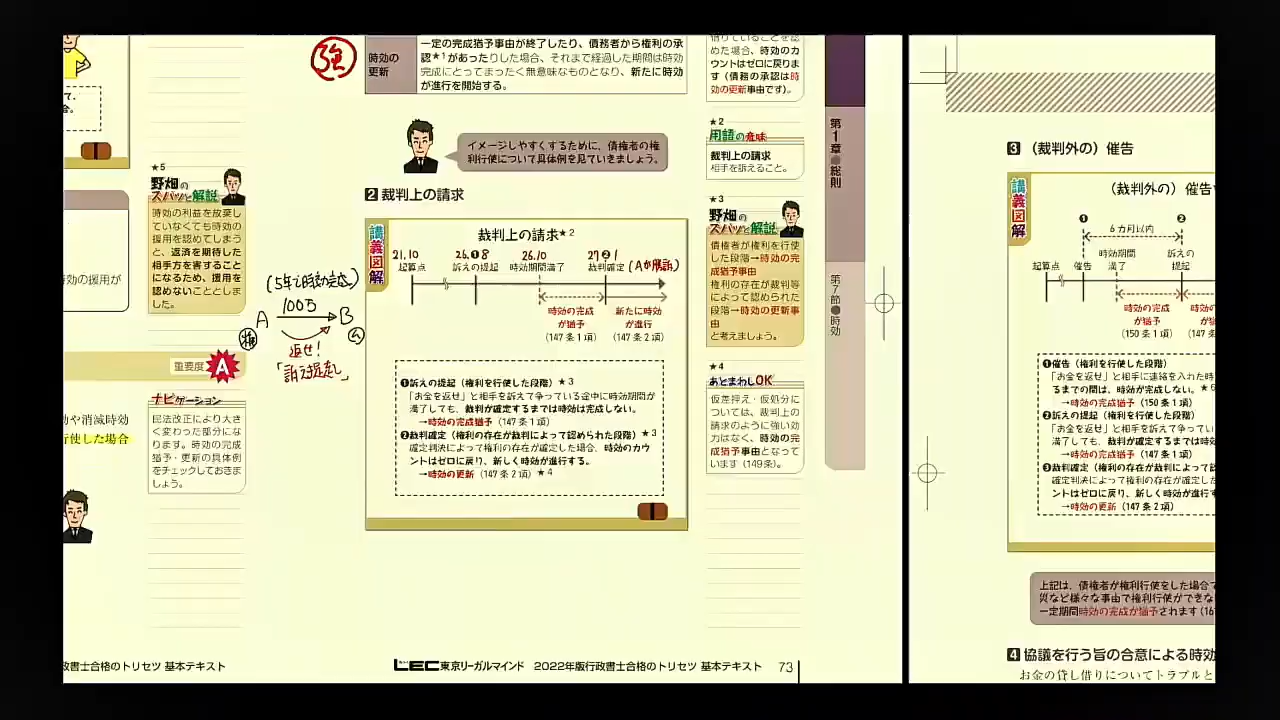 強
時効の
更新
一定の完成猶予事由が終了したり、債務者から権利の承
認★1があったりした場合、それまで経過した期間は時効
完成にとってまったく無意味なものとなり、新たに時効
が進行を開始する。
めた場合、時効のカ
ウントはゼロに戻りま
す（債務の承認は時
効の更新事由です）。
イメージしやすくするために、債権者の権
利行使について具体例を見ていきましょう。
★2
用語の意味
裁判上の請求
相手を訴えること。
2 裁判上の請求
講義図解
裁判上の請求★2
21.10
26.❶8
26.10
27❷1
(Aが勝訴)
起算点
訴えの提起
時効期間満了
裁判確定
時効の完成
が猶予
(147条1項)
新たに時効
が進行
(147条2項)
❶訴えの提起（権利を行使した段階）★3
「お金を返せ」と相手を訴えて争っている途中に時効期間が
満了しても、裁判が確定するまでは時効は完成しない。
→時効の完成猶予（147条1項）
❷裁判確定（権利の存在が裁判によって認められた段階）★3
確定判決によって権利の存在が確定した場合、時効のカウ
ントはゼロに戻り、新しく時効が進行する。
→時効の更新（147条2項）★4
★3
野畑の
ズバッと解説
債権者が権利を行使
した段階→時効の完
成猶予事由
権利の存在が裁判等
によって認められた
段階→時効の更新事
由
と考えましょう。
★4
あとまわしOK
仮差押え・仮処分に
ついては、裁判上の
請求のように強い効
力はなく、時効の完
成猶予事由となって
います（149条）。
第1章●総則
第7節●時効
★5
野畑の
ズバッと解説
時効の利益を放棄し
ていなくても時効の
援用を認めてしまう
と、返済を期待した
相手方を害すること
になるため、援用を
認めないこととしま
した。
時効の援用が
(5年で時効完成)
1005
A
B
返せ!
「訴え提起」
重要度 A
ナビゲーション
民法改正により大き
く変わった部分にな
ります。時効の完成
猶予・更新の具体例
をチェックしておきま
しょう。
効や消滅時効
行使した場合
政書士合格のトリセツ 基本テキスト
LEC東京リーガルマインド 2022年版行政書士合格のトリセツ 基本テキスト 73
3 （裁判外の）催告
講義図解
（裁判外の）催告
❶
❷
6カ月以内
起算点
催告
時効期間
満了
訴えの
提起
時効の完成
が猶予
(150条1項)
時効の
が猶
(147条
❶催告（権利を行使した段階）
「お金を返せ」と相手に連絡を入れた時
るまでの間は、時効が完成しない。★
→時効の完成猶予（150条1項）
❷訴えの提起（権利を行使した段階）
「お金を返せ」と相手を訴えて争ってい
満了しても、裁判が確定するまでは時
→時効の完成猶予（147条1項）
❸裁判確定（権利の存在が裁判によって認
確定判決によって権利の存在が確定した
ントはゼロに戻り、新しく時効が進行す
→時効の更新（147条2項）
上記は、債権者が権利行使をした場合で
災など様々な事由で権利行使ができな
一定期間時効の完成が猶予されます（16
4 協議を行う旨の合意による時効
お金の貸し借りについてトラブルと